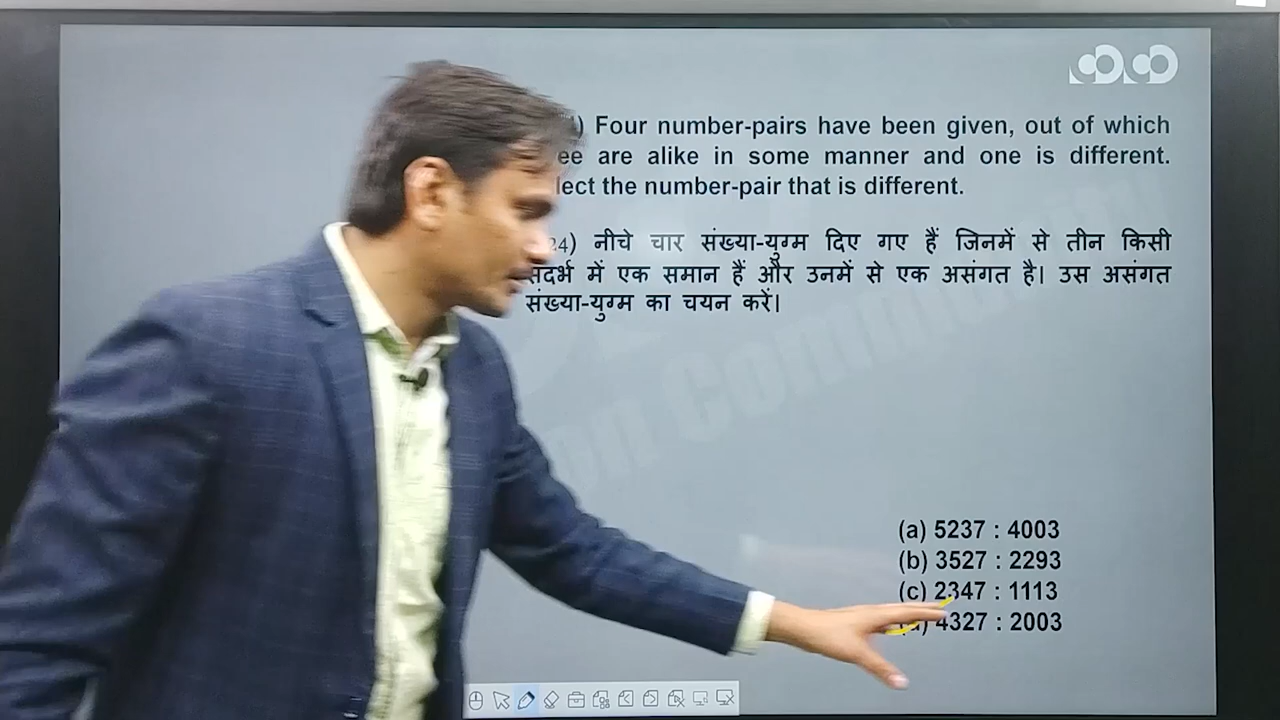 Four number-pairs have been given, out of which
are alike in some manner and one is different.
the number-pair that is different.
24) नीचे चार संख्या-युग्म दिए गए हैं जिनमें से तीन किसी
संदर्भ में एक समान हैं और उनमें से एक असंगत है। उस असंगत
संख्या-युग्म का चयन करें।
(a) 5237 : 4003
(b) 3527 : 2293
(c) 2347 : 1113
4327 : 2003